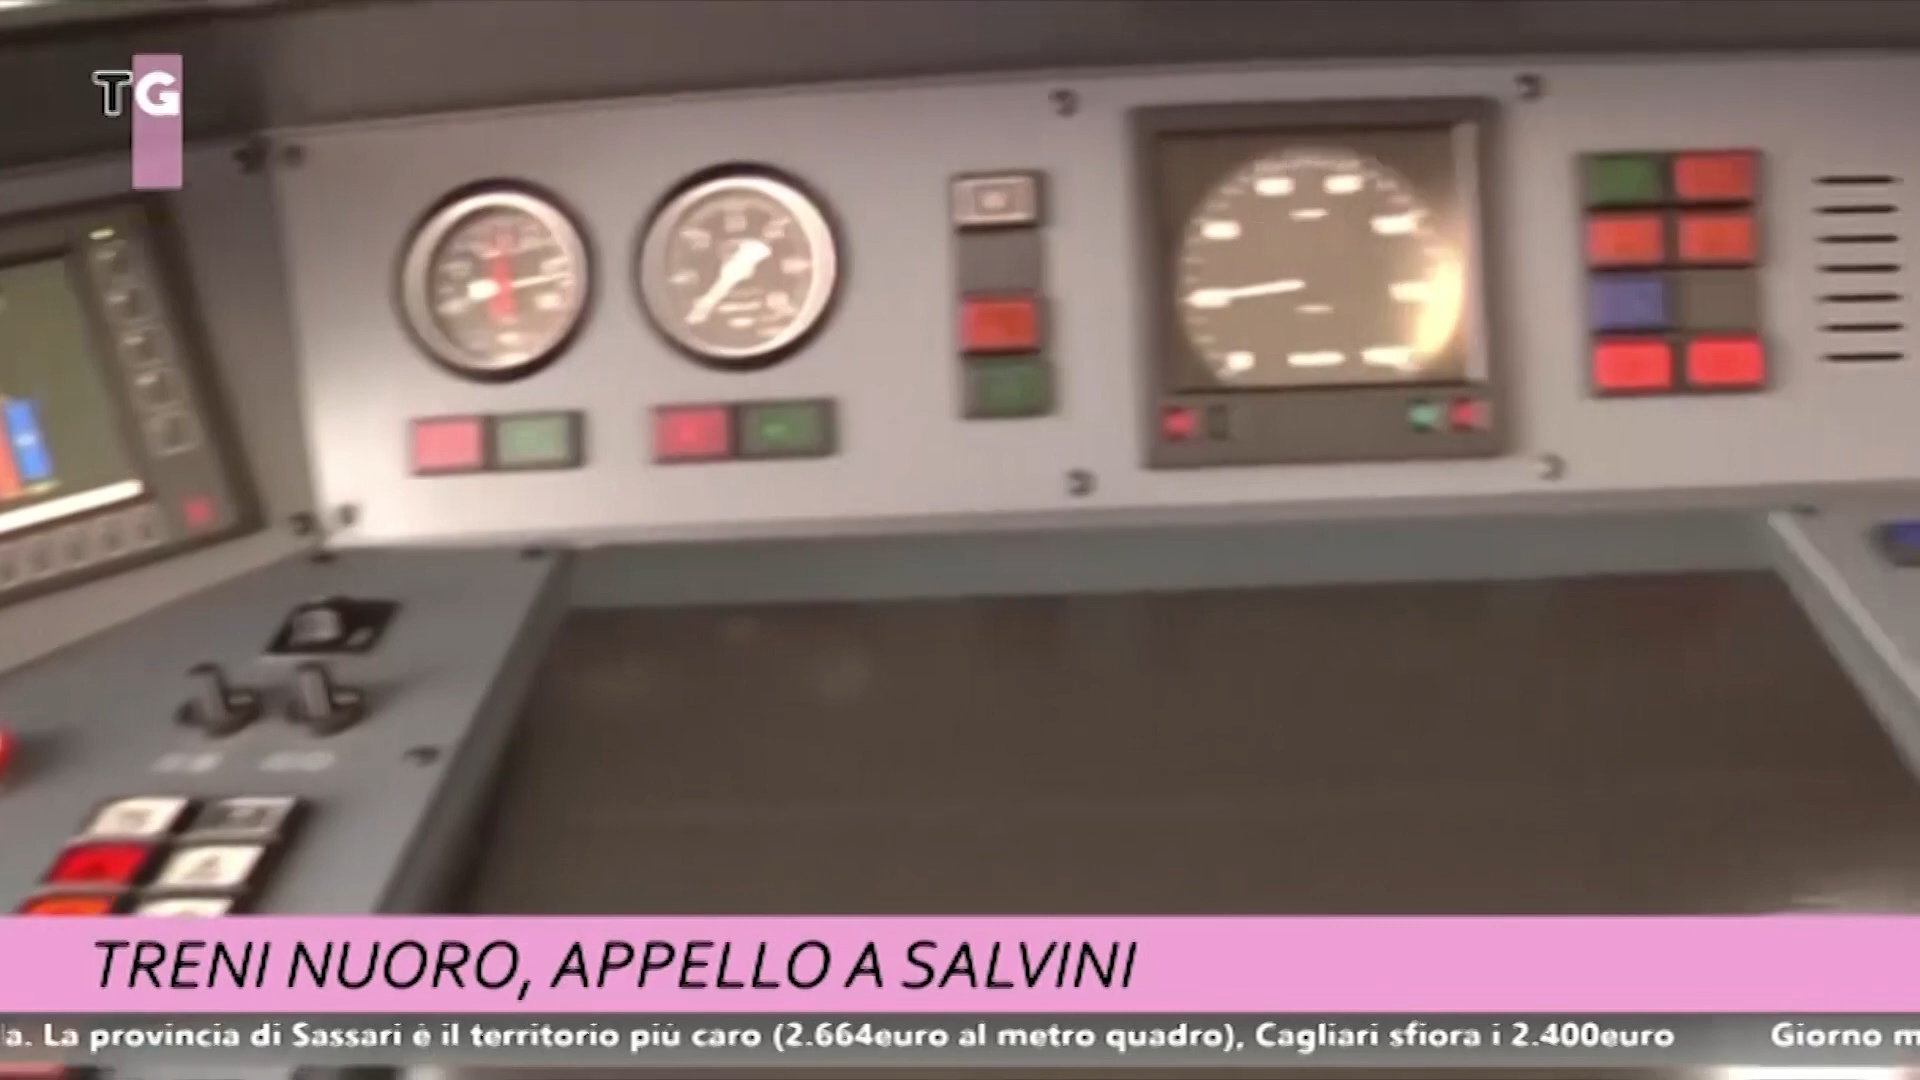 TG
TRENI NUORO, APPELLO A SALVINI
la. La provincia di Sassari è il territorio più caro (2.664euro al metro quadro), Cagliari sfiora i 2.400euro Giorno m